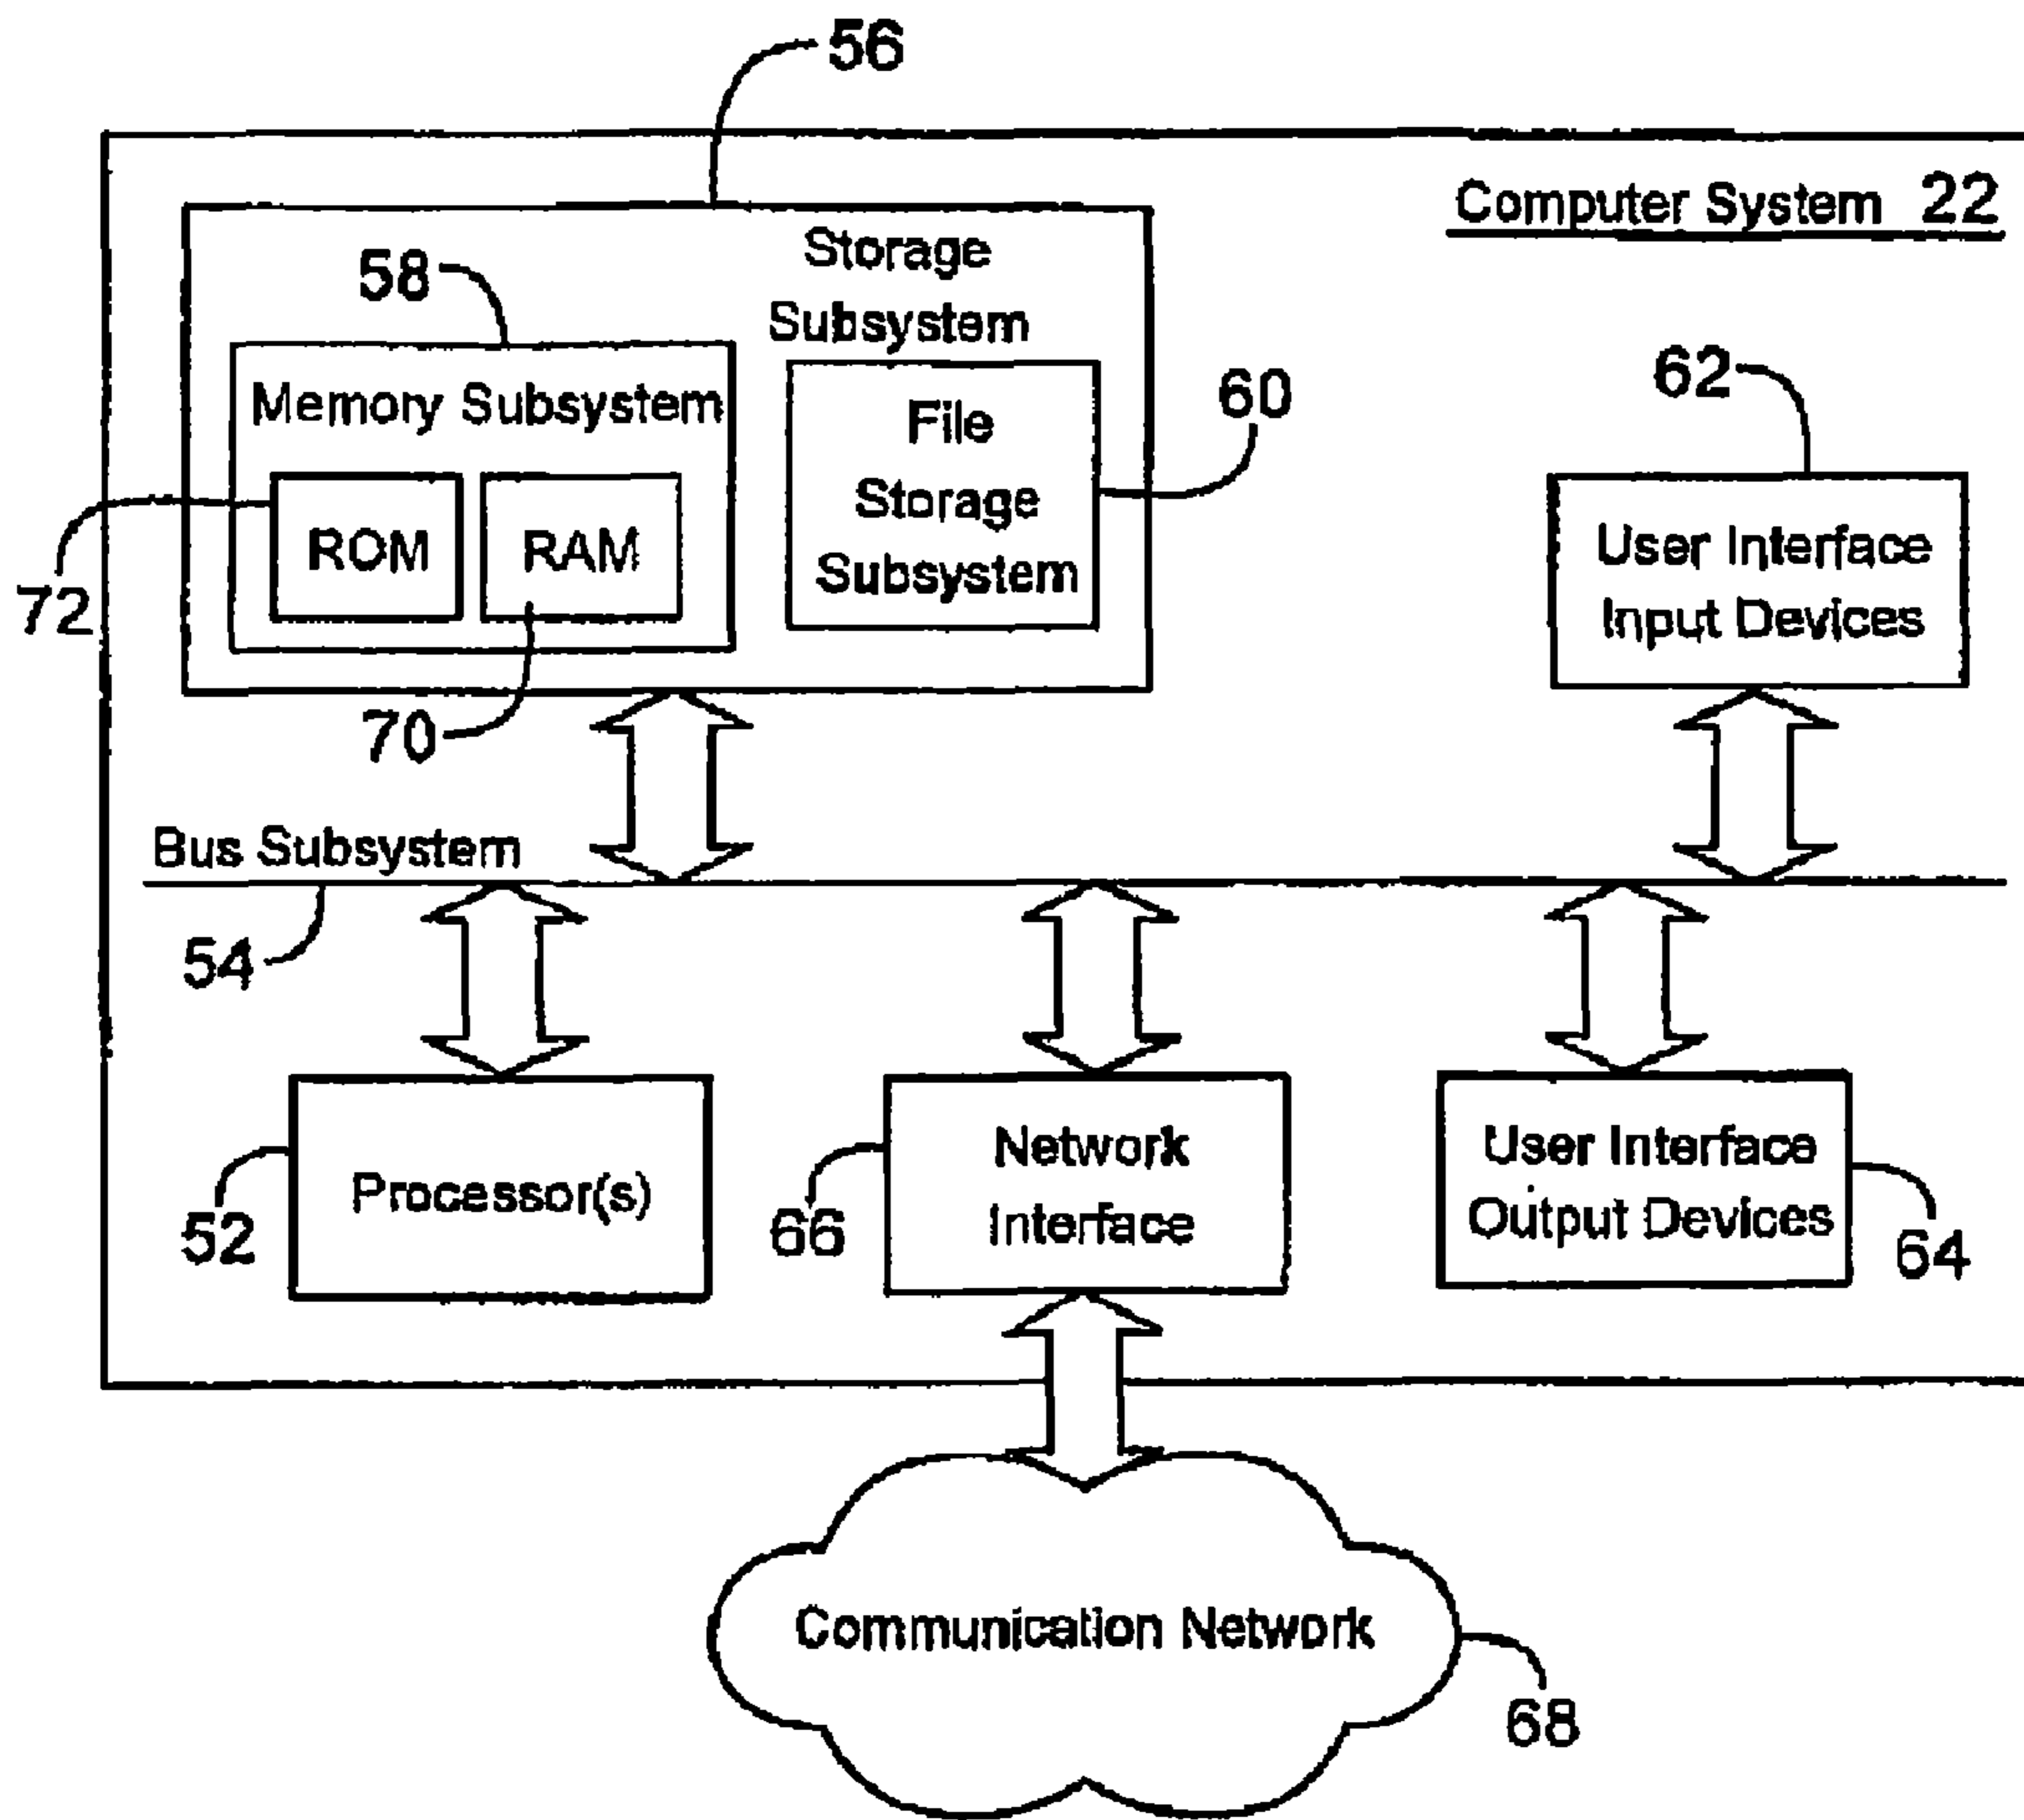 56
Computer System 22
Storage
Subsystem
58
Memory Subsystem
ROM
RAM
File
Storage
Subsystem
60
62
User Interface
Input Devices
72
70
Bus Subsystem
54
Processor(s)
52
Network
Interface
66
User Interface
Output Devices
64
Communication Network
68